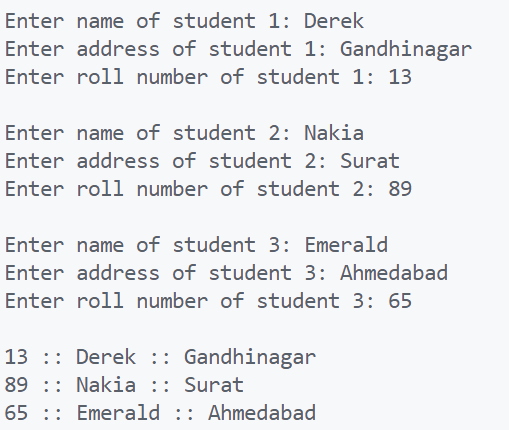 Enter name of student 1: Derek
Enter address of student 1: Gandhinagar
Enter roll number of student 1: 13
Enter name of student 2: Nakia
Enter address of student 2: Surat
Enter roll number of student 2: 89
Enter name of student 3: Emerald
Enter address of student 3: Ahmedabad
Enter roll number of student 3: 65
13 :: Derek :: Gandhinagar
89 :: Nakia :: Surat
65 :: Emerald :: Ahmedabad